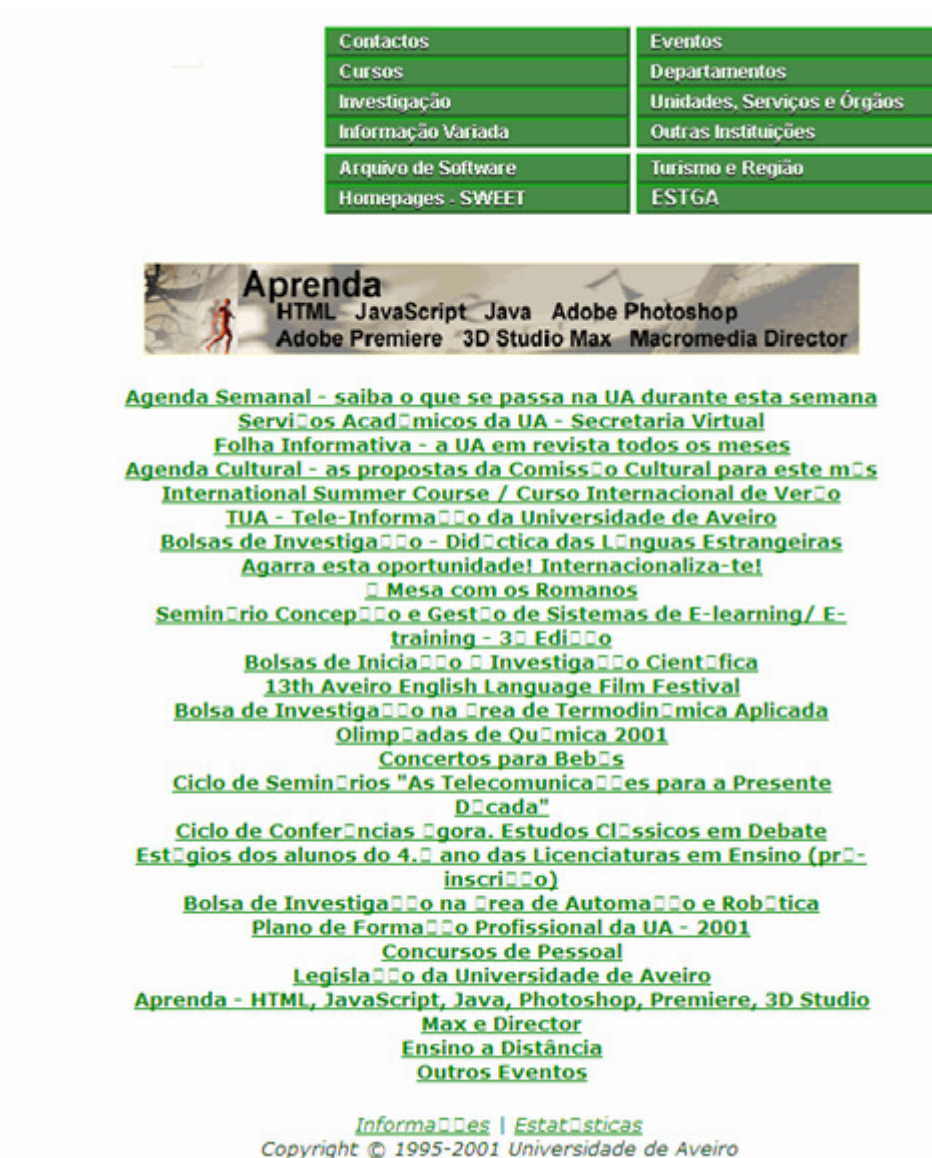 Contactos Eventos
Cursos Departamentos
Investigação Unidades, Serviços e Órgãos
Informação Variada Outras Instituições
Arquivo de Software Turismo e Região
Homepages - SWEET ESTGA
Aprenda
HTML JavaScript Java Adobe Photoshop
Adobe Premiere 3D Studio Max Macromedia Director
Agenda Semanal - saiba o que se passa na UA durante esta semana
Servi▯os Acad▯micos da UA - Secretaria Virtual
Folha Informativa - a UA em revista todos os meses
Agenda Cultural - as propostas da Comiss▯o Cultural para este m▯s
International Summer Course / Curso Internacional de Ver▯o
TUA - Tele-Informa▯▯o da Universidade de Aveiro
Bolsas de Investiga▯▯o - Did▯ctica das L▯nguas Estrangeiras
Agarra esta oportunidade! Internacionaliza-te!
▯ Mesa com os Romanos
Semin▯rio Concep▯▯o e Gest▯o de Sistemas de E-learning/ E-
training - 3▯ Edi▯▯o
Bolsas de Inicia▯▯o ▯ Investiga▯▯o Cient▯fica
13th Aveiro English Language Film Festival
Bolsa de Investiga▯▯o na ▯rea de Termodin▯mica Aplicada
Olimp▯adas de Qu▯mica 2001
Concertos para Beb▯s
Ciclo de Semin▯rios "As Telecomunica▯▯es para a Presente
D▯cada"
Ciclo de Confer▯ncias ▯gora. Estudos Cl▯ssicos em Debate
Est▯gios dos alunos do 4.▯ ano das Licenciaturas em Ensino (pr▯-
inscri▯▯o)
Bolsa de Investiga▯▯o na ▯rea de Automa▯▯o e Rob▯tica
Plano de Forma▯▯o Profissional da UA - 2001
Concursos de Pessoal
Legisla▯▯o da Universidade de Aveiro
Aprenda - HTML, JavaScript, Java, Photoshop, Premiere, 3D Studio
Max e Director
Ensino a Distância
Outros Eventos
Informa▯▯es | Estat▯sticas
Copyright © 1995-2001 Universidade de Aveiro